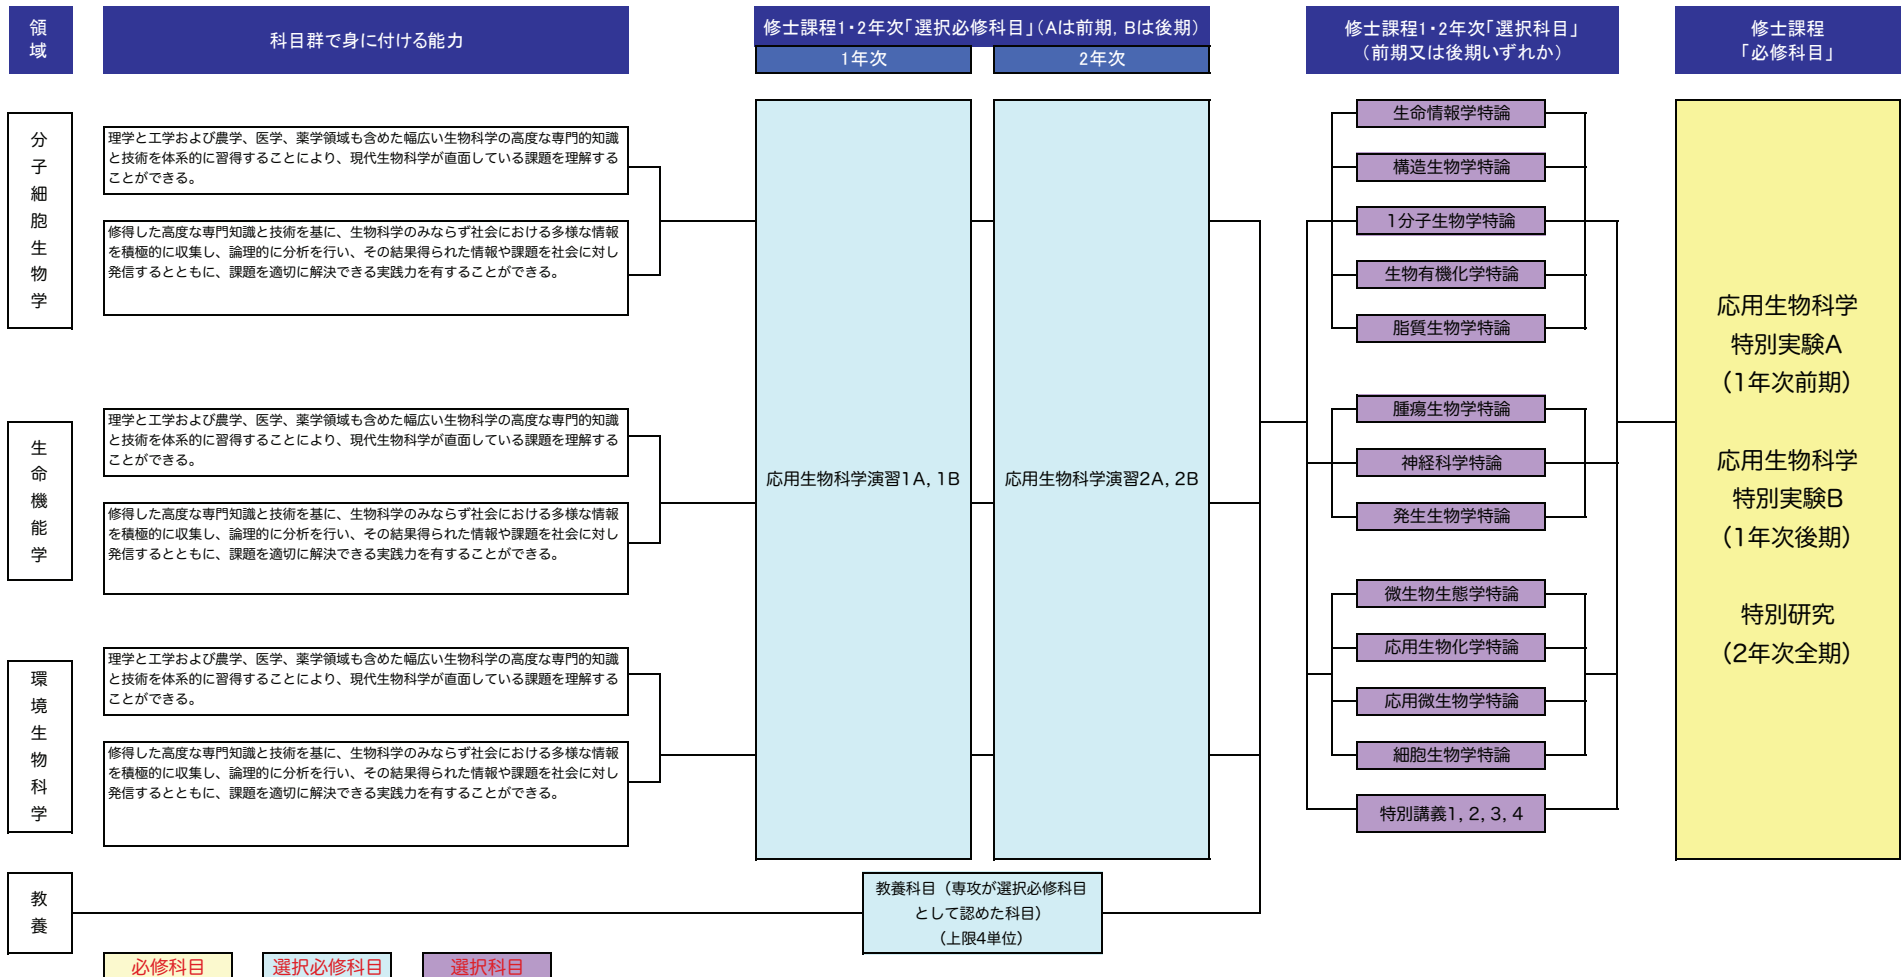 領域
科目群で身に付ける能力
修士課程1・2年次「選択必修科目」(Aは前期, Bは後期)
1年次
2年次
修士課程1・2年次「選択科目」
(前期又は後期いずれか)
修士課程
「必修科目」
分子細胞生物学
理学と工学および農学、医学、薬学領域も含めた幅広い生物科学の高度な専門的知識
と技術を体系的に習得することにより、現代生物科学が直面している課題を理解する
ことができる。
修得した高度な専門知識と技術を基に、生物科学のみならず社会における多様な情報
を積極的に収集し、論理的に分析を行い、その結果得られた情報や課題を社会に対し
発信するとともに、課題を適切に解決できる実践力を有することができる。
生命機能学
理学と工学および農学、医学、薬学領域も含めた幅広い生物科学の高度な専門的知識
と技術を体系的に習得することにより、現代生物科学が直面している課題を理解する
ことができる。
修得した高度な専門知識と技術を基に、生物科学のみならず社会における多様な情報
を積極的に収集し、論理的に分析を行い、その結果得られた情報や課題を社会に対し
発信するとともに、課題を適切に解決できる実践力を有することができる。
環境生物科学
理学と工学および農学、医学、薬学領域も含めた幅広い生物科学の高度な専門的知識
と技術を体系的に習得することにより、現代生物科学が直面している課題を理解する
ことができる。
修得した高度な専門知識と技術を基に、生物科学のみならず社会における多様な情報
を積極的に収集し、論理的に分析を行い、その結果得られた情報や課題を社会に対し
発信するとともに、課題を適切に解決できる実践力を有することができる。
教養
応用生物科学演習1A, 1B
応用生物科学演習2A, 2B
教養科目（専攻が選択必修科目
として認めた科目）
（上限4単位）
生命情報学特論
構造生物学特論
1分子生物学特論
生物有機化学特論
脂質生物学特論
腫瘍生物学特論
神経科学特論
発生生物学特論
微生物生態学特論
応用生物化学特論
応用微生物学特論
細胞生物学特論
特別講義1, 2, 3, 4
応用生物科学
特別実験A
（1年次前期）
応用生物科学
特別実験B
（1年次後期）
特別研究
（2年次全期）
必修科目
選択必修科目
選択科目